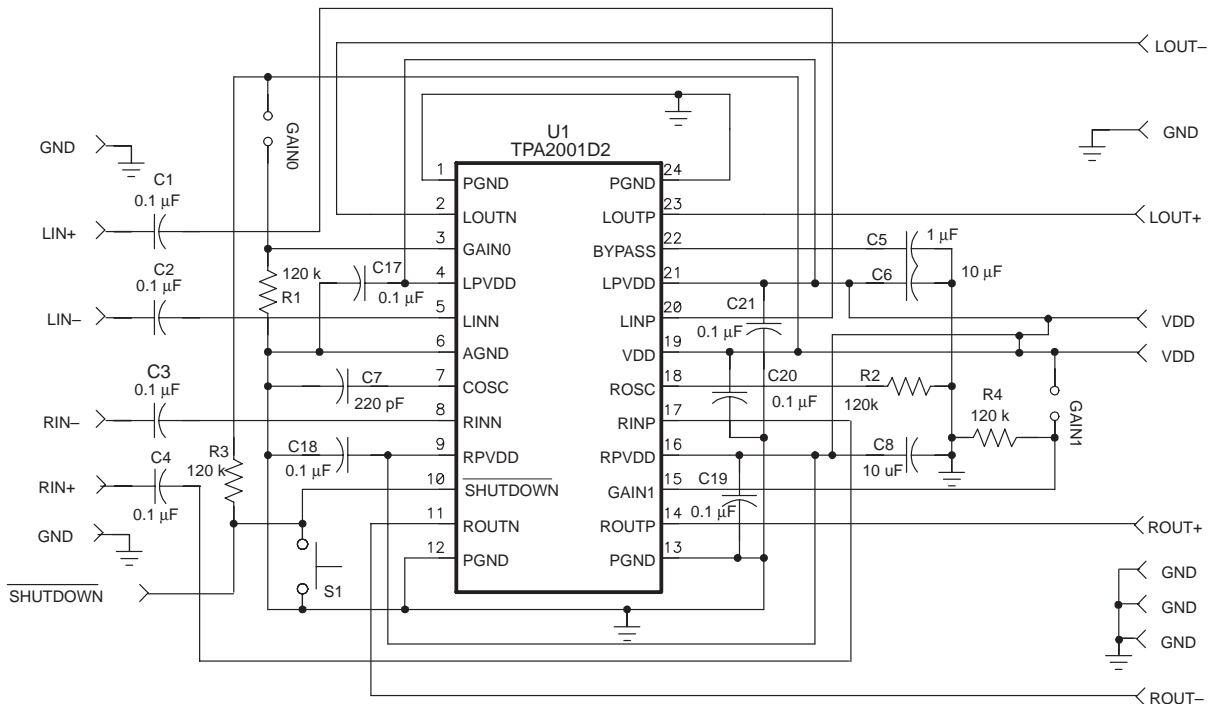 LOUT–
GND
GND
GAIN0
U1
TPA2001D2
C1
0.1 µF
LIN+
1
PGND
PGND
24
2
LOUTN
LOUTP
23
LOUT+
3
GAIN0
BYPASS
22
C5
1 µF
C2
0.1 µF
120 k
R1
C17
0.1 µF
4
LPVDD
LPVDD
21
C6
10 µF
LIN–
5
LINN
LINP
20
C21
0.1 µF
VDD
6
AGND
VDD
19
VDD
C3
0.1 µF
C7
220 pF
7
COSC
ROSC
18
C20
0.1 µF
R2
120k
R4
120 k
GAIN1
RIN–
8
RINN
RINP
17
C4
0.1 µF
R3
120 k
C18
0.1 µF
9
RPVDD
RPVDD
16
C8
10 uF
RIN+
10
SHUTDOWN
GAIN1
15
C19
0.1 µF
GND
11
ROUTN
ROUTP
14
ROUT+
12
PGND
PGND
13
GND
SHUTDOWN
S1
GND
GND
ROUT–